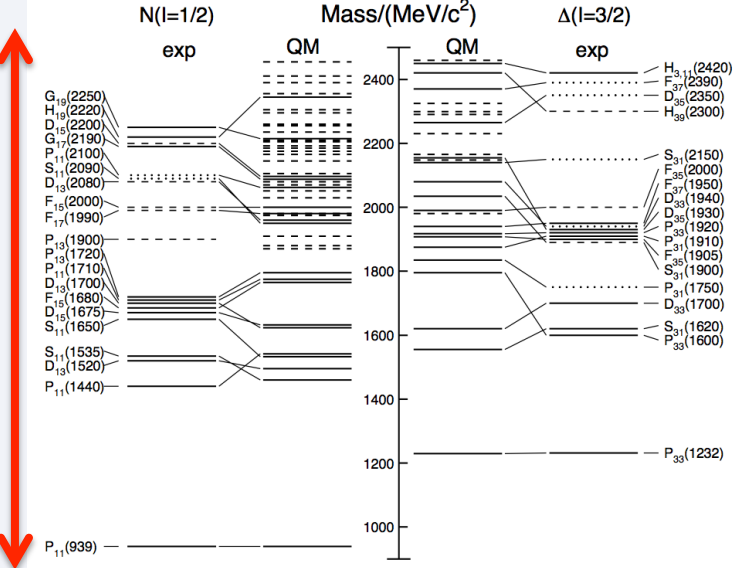 N(I=1/2) Mass/(MeV/c²) Δ(I=3/2)
exp QM QM exp
G₁₉(2250)
H₁₉(2220)
D₁₅(2200)
G₁₇(2190)
P₁₁(2100)
S₁₁(2090)
D₁₃(2080)
F₁₅(2000)
F₁₇(1990)
P₁₃(1900)
P₁₃(1720)
P₁₁(1710)
D₁₃(1700)
F₁₅(1680)
D₁₅(1675)
S₁₁(1650)
S₁₁(1535)
D₁₃(1520)
P₁₁(1440)
P₁₁(939)
2400
2200
2000
1800
1600
1400
1200
1000
H₃,₁₁(2420)
F₃₇(2390)
D₃₅(2350)
H₃₉(2300)
S₃₁(2150)
F₃₅(2000)
F₃₇(1950)
D₃₃(1940)
D₃₅(1930)
P₃₃(1920)
P₃₁(1910)
F₃₅(1905)
S₃₁(1900)
P₃₁(1750)
D₃₃(1700)
S₃₁(1620)
P₃₃(1600)
P₃₃(1232)